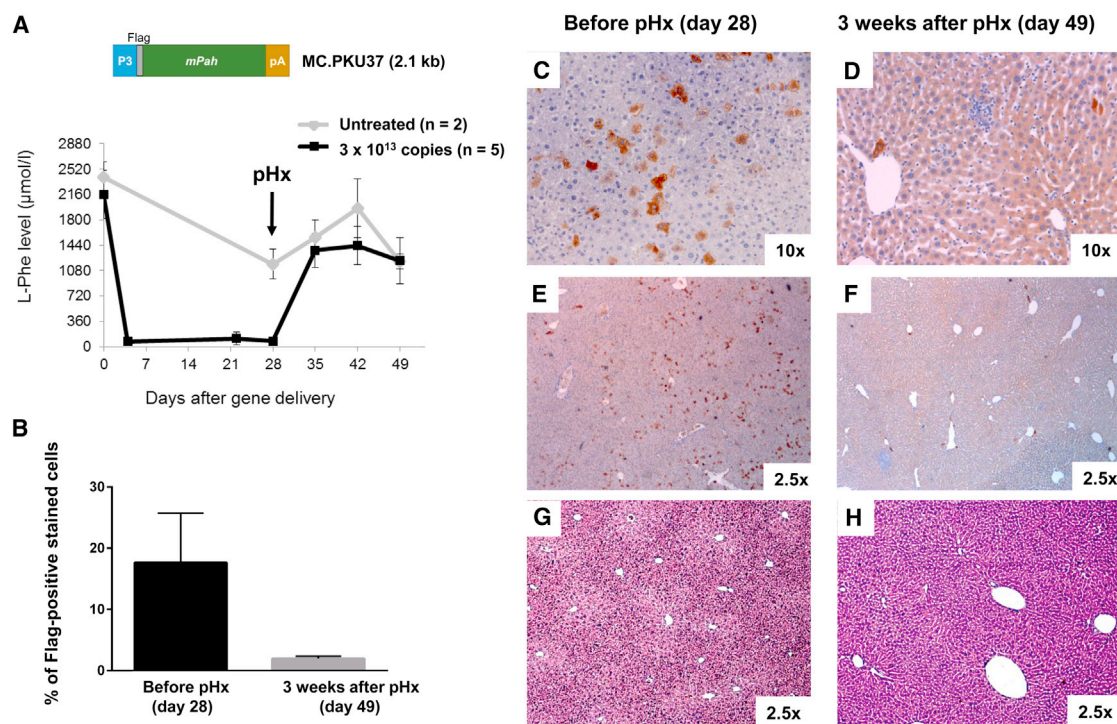 A
Flag
P3
mPah
pA
MC.PKU37 (2.1 kb)
Untreated (n = 2)
3 x 10¹³ copies (n = 5)
pHx
L-Phe level (µmol/l)
2880
2520
2160
1800
1440
1080
720
360
0
0 7 14 21 28 35 42 49
Days after gene delivery
B
% of Flag-positive stained cells
30
20
10
0
Before pHx
(day 28)
3 weeks after pHx
(day 49)
Before pHx (day 28)
3 weeks after pHx (day 49)
C
10x
D
10x
E
2.5x
F
2.5x
G
2.5x
H
2.5x